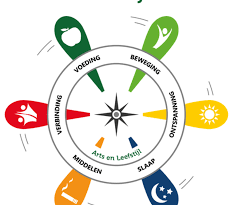 VOEDING
BEWEGING
VERBINDING
ONTSPANNING
Arts en Leefstijl
MIDDELEN
SLAAP